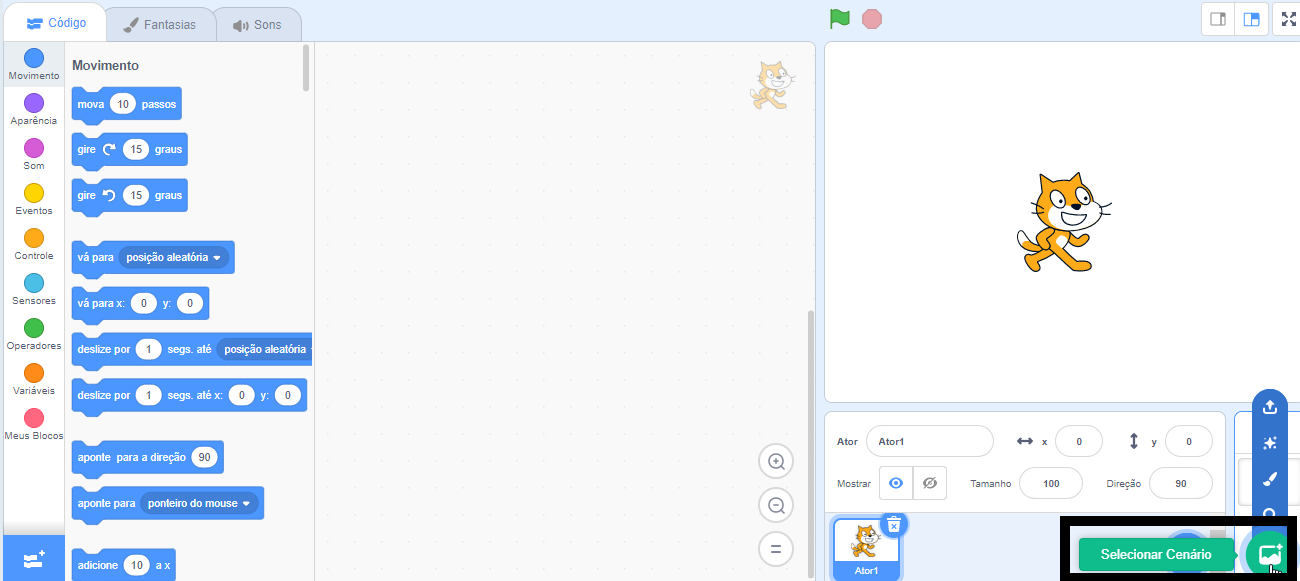 Código
Fantasias
Sons
Movimento
Aparência
Som
Eventos
Controle
Sensores
Operadores
Variáveis
Meus Blocos
Movimento
mova 10 passos
gire 15 graus
gire 15 graus
vá para posição aleatória
vá para x: 0 y: 0
deslize por 1 segs. até posição aleatória
deslize por 1 segs. até x: 0 y: 0
aponte para a direção 90
aponte para ponteiro do mouse
adicione 10 a x
Ator Ator1 x 0 y 0
Mostrar Tamanho 100 Direção 90
Ator1
Selecionar Cenário